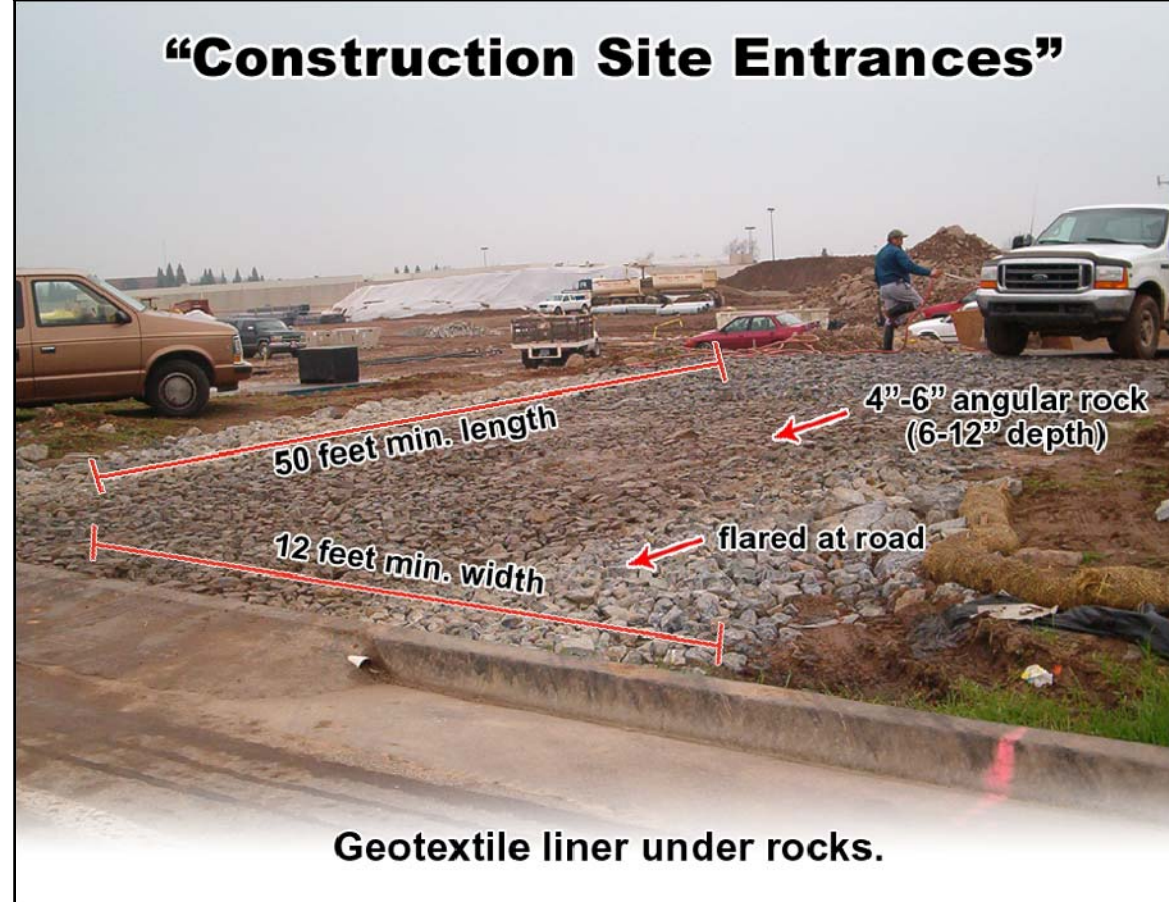 “Construction Site Entrances”
50 feet min. length
4”-6” angular rock
(6-12” depth)
flared at road
12 feet min. width
Geotextile liner under rocks.